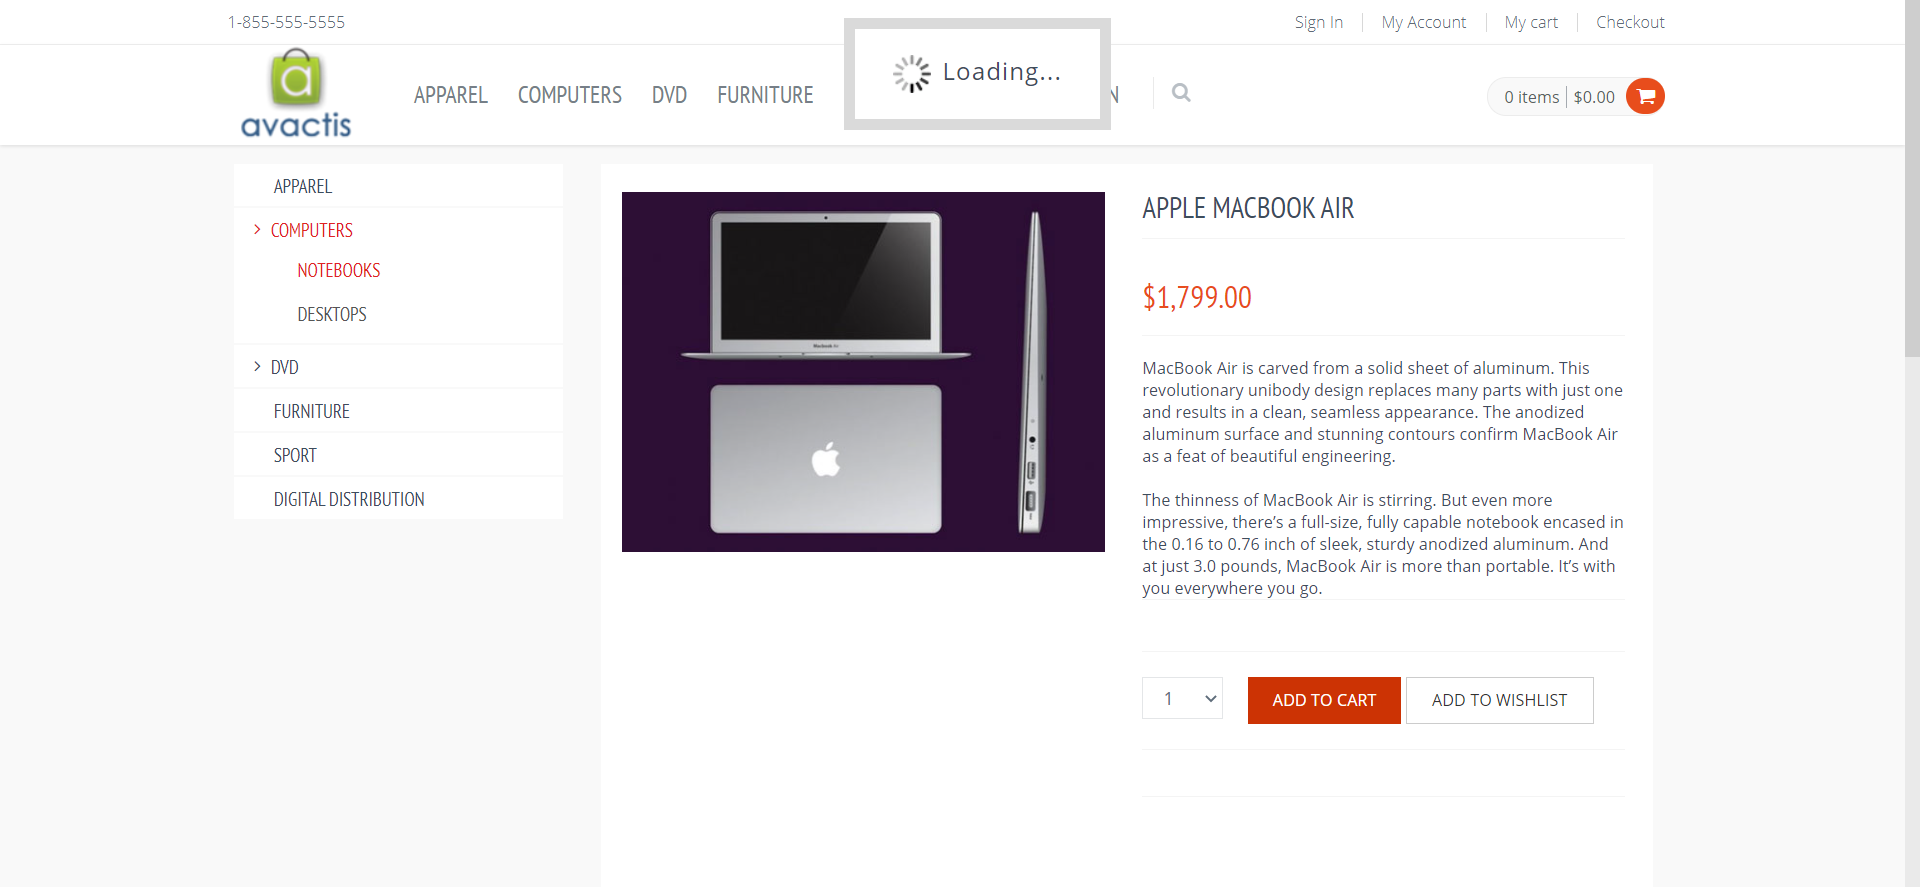 1-855-555-5555
Sign In
My Account
My cart
Checkout
avactis
APPAREL
COMPUTERS
DVD
FURNITURE
Loading...
N
0 items
$0.00
APPAREL
COMPUTERS
NOTEBOOKS
DESKTOPS
DVD
FURNITURE
SPORT
DIGITAL DISTRIBUTION
APPLE MACBOOK AIR
$1,799.00
MacBook Air is carved from a solid sheet of aluminum. This
revolutionary unibody design replaces many parts with just one
and results in a clean, seamless appearance. The anodized
aluminum surface and stunning contours confirm MacBook Air
as a feat of beautiful engineering.
The thinness of MacBook Air is stirring. But even more
impressive, there’s a full-size, fully capable notebook encased in
the 0.16 to 0.76 inch of sleek, sturdy anodized aluminum. And
at just 3.0 pounds, MacBook Air is more than portable. It’s with
you everywhere you go.
1
ADD TO CART
ADD TO WISHLIST